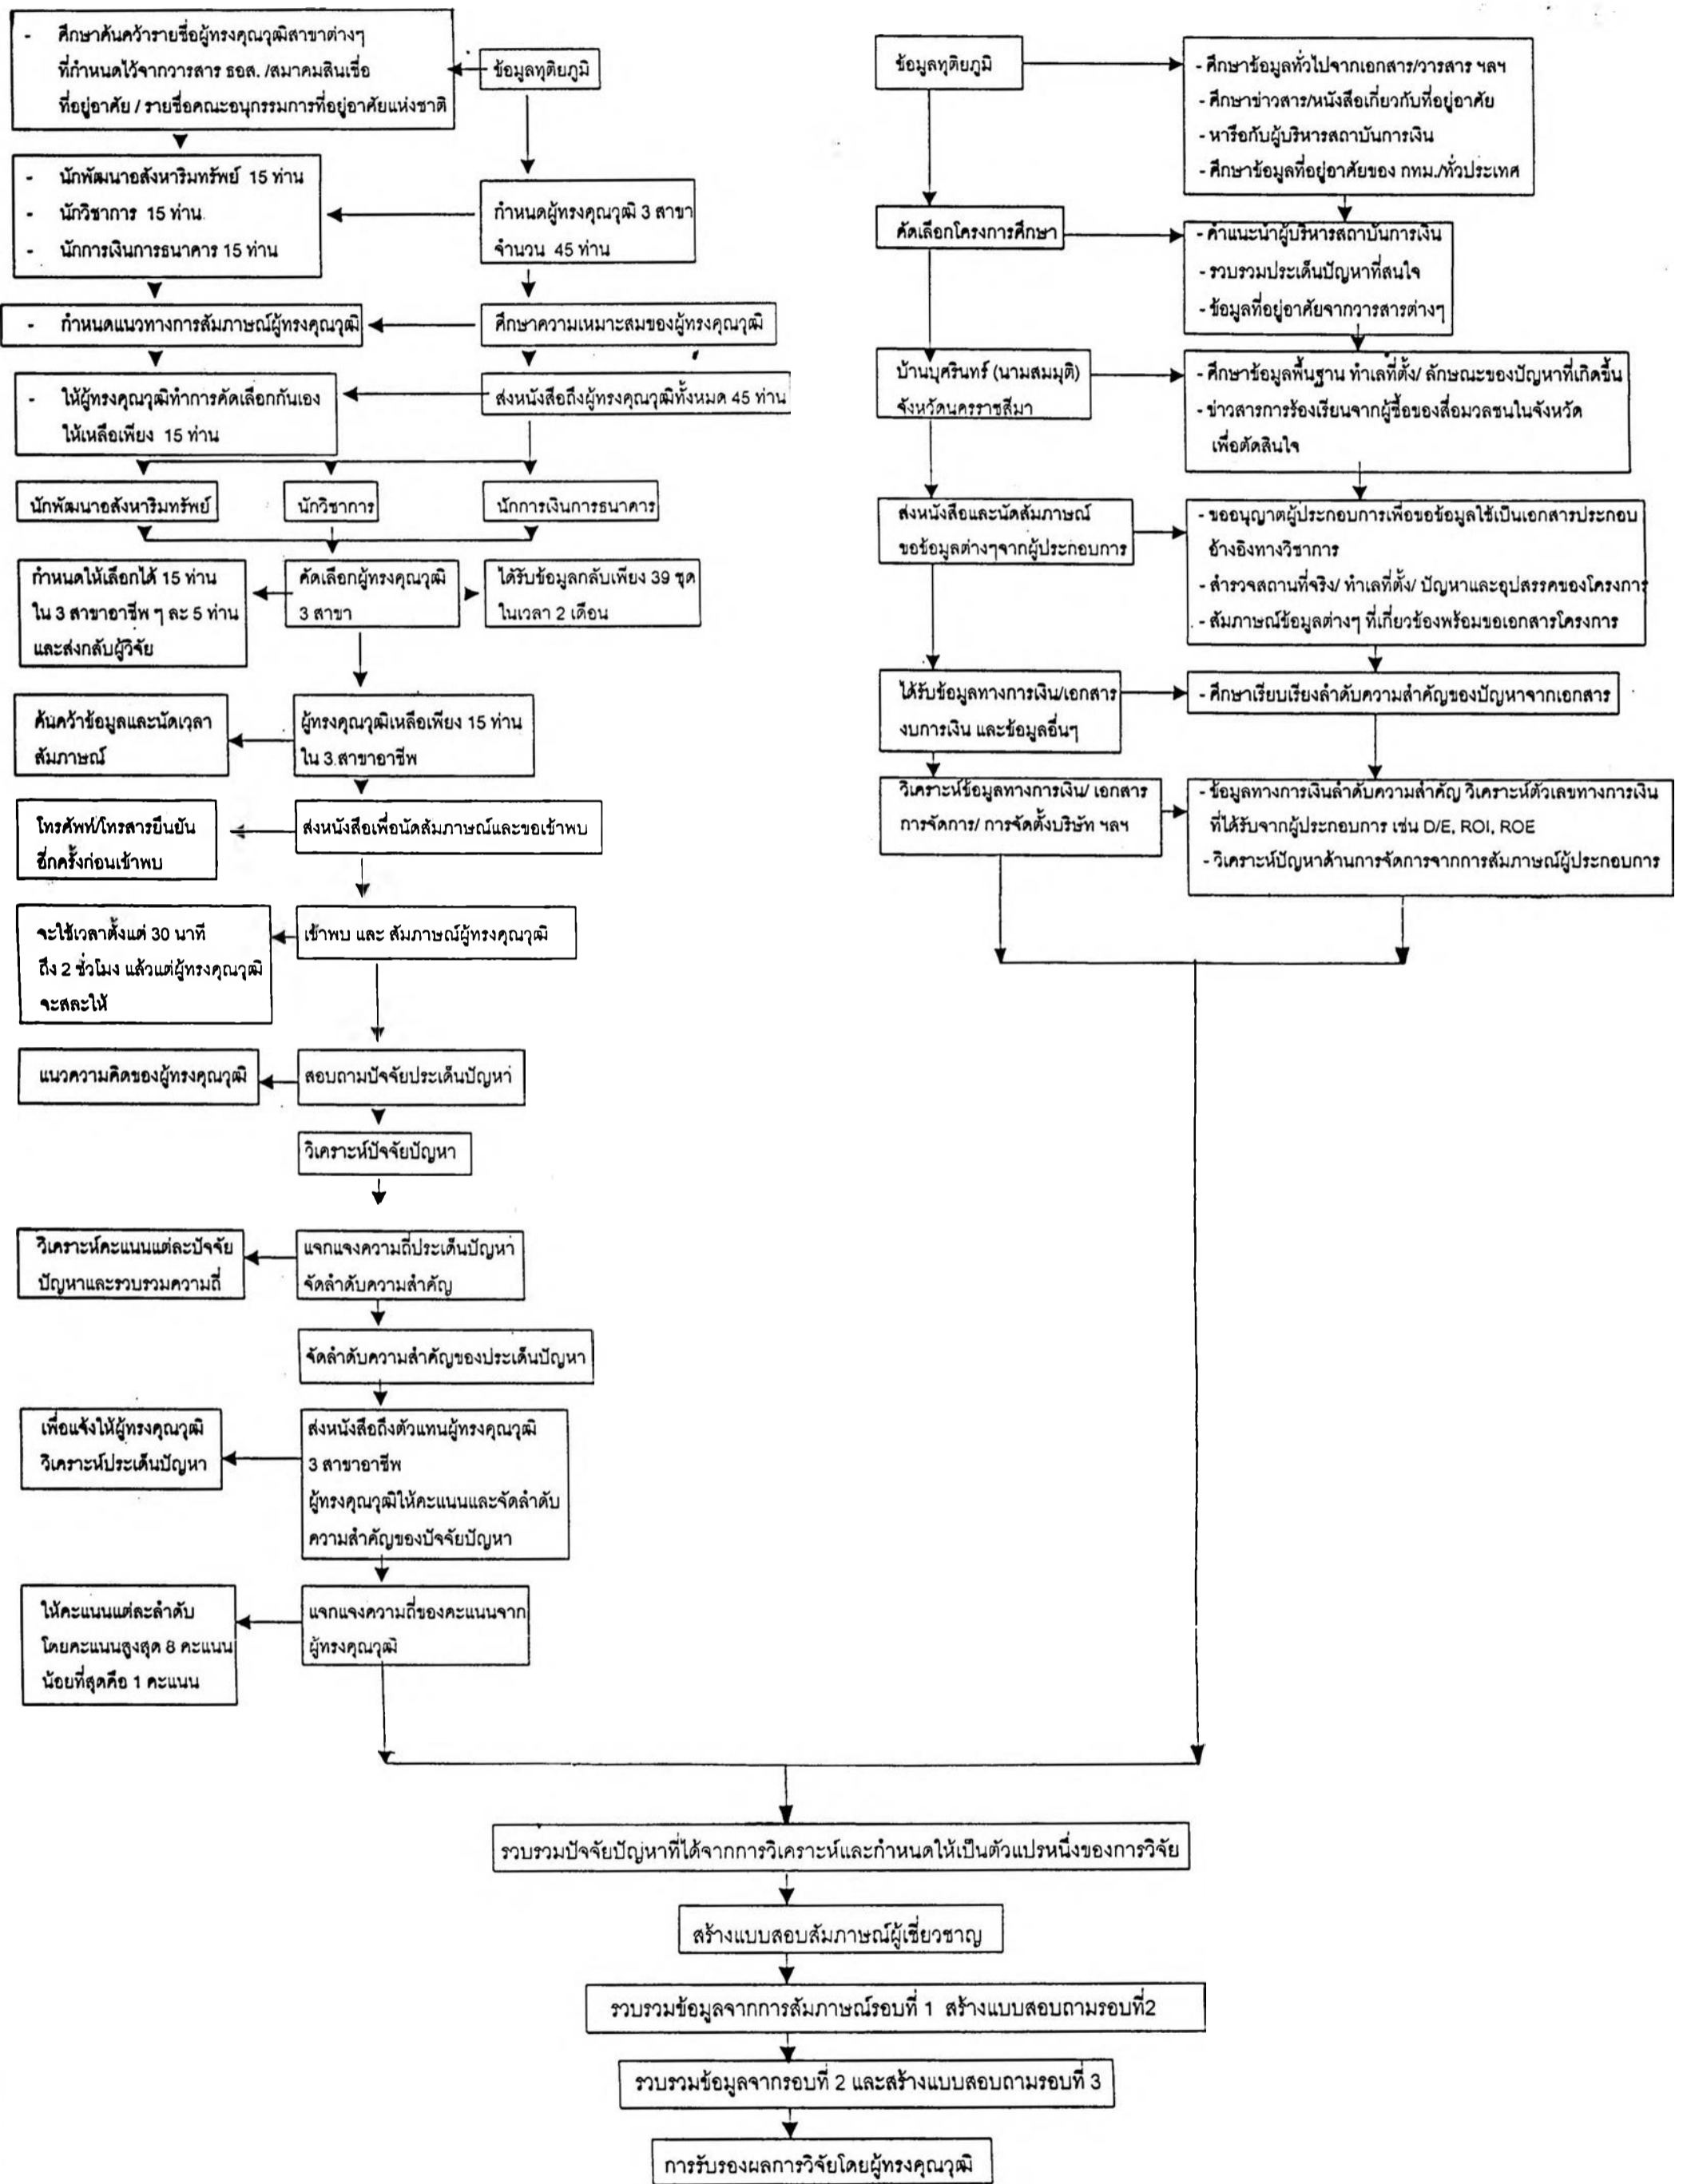 - ศึกษาค้นคว้ารายชื่อผู้ทรงคุณวุฒิสาขาต่างๆ
ที่กำหนดไว้จากวารสาร ธอส. /สมาคมสินเชื่อ
ที่อยู่อาศัย / รายชื่อคณะอนุกรรมการที่อยู่อาศัยแห่งชาติ
ข้อมูลทุติยภูมิ
- นักพัฒนาอสังหาริมทรัพย์ 15 ท่าน
- นักวิชาการ 15 ท่าน
- นักการเงินการธนาคาร 15 ท่าน
กำหนดผู้ทรงคุณวุฒิ 3 สาขา
จำนวน 45 ท่าน
- กำหนดแนวทางการสัมภาษณ์ผู้ทรงคุณวุฒิ
ศึกษาความเหมาะสมของผู้ทรงคุณวุฒิ
- ให้ผู้ทรงคุณวุฒิทำการคัดเลือกกันเอง
ให้เหลือเพียง 15 ท่าน
ส่งหนังสือถึงผู้ทรงคุณวุฒิทั้งหมด 45 ท่าน
นักพัฒนาอสังหาริมทรัพย์
นักวิชาการ
นักการเงินการธนาคาร
กำหนดให้เลือกได้ 15 ท่าน
ใน 3 สาขาอาชีพ ๆ ละ 5 ท่าน
และส่งกลับผู้วิจัย
คัดเลือกผู้ทรงคุณวุฒิ
3 สาขา
ได้รับข้อมูลกลับเพียง 39 ชุด
ในเวลา 2 เดือน
ค้นคว้าข้อมูลและนัดเวลา
สัมภาษณ์
ผู้ทรงคุณวุฒิเหลือเพียง 15 ท่าน
ใน 3 สาขาอาชีพ
โทรศัพท์/โทรสารยืนยัน
อีกครั้งก่อนเข้าพบ
ส่งหนังสือเพื่อนัดสัมภาษณ์และขอเข้าพบ
จะใช้เวลาตั้งแต่ 30 นาที
ถึง 2 ชั่วโมง แล้วแต่ผู้ทรงคุณวุฒิ
จะสละให้
เข้าพบ และ สัมภาษณ์ผู้ทรงคุณวุฒิ
แนวความคิดของผู้ทรงคุณวุฒิ
สอบถามปัจจัยประเด็นปัญหา
วิเคราะห์ปัจจัยปัญหา
วิเคราะห์คะแนนแต่ละปัจจัย
ปัญหาและรวบรวมความถี่
แจกแจงความถี่ประเด็นปัญหา
จัดลำดับความสำคัญ
จัดลำดับความสำคัญของประเด็นปัญหา
เพื่อแจ้งให้ผู้ทรงคุณวุฒิ
วิเคราะห์ประเด็นปัญหา
ส่งหนังสือถึงตัวแทนผู้ทรงคุณวุฒิ
3 สาขาอาชีพ
ผู้ทรงคุณวุฒิให้คะแนนและจัดลำดับ
ความสำคัญของปัจจัยปัญหา
ให้คะแนนแต่ละลำดับ
โดยคะแนนสูงสุด 8 คะแนน
น้อยที่สุดคือ 1 คะแนน
แจกแจงความถี่ของคะแนนจาก
ผู้ทรงคุณวุฒิ
ข้อมูลทุติยภูมิ
- ศึกษาข้อมูลทั่วไปจากเอกสาร/วารสาร ฯลฯ
- ศึกษาข่าวสาร/หนังสือเกี่ยวกับที่อยู่อาศัย
- หารือกับผู้บริหารสถาบันการเงิน
- ศึกษาข้อมูลที่อยู่อาศัยของ กทม./ทั่วประเทศ
คัดเลือกโครงการศึกษา
- คำแนะนำผู้บริหารสถาบันการเงิน
- รวบรวมประเด็นปัญหาที่สนใจ
- ข้อมูลที่อยู่อาศัยจากวารสารต่างๆ
บ้านบุศรินทร์ (นามสมมุติ)
จังหวัดนครราชสีมา
- ศึกษาข้อมูลพื้นฐาน ทำเลที่ตั้ง/ ลักษณะของปัญหาที่เกิดขึ้น
- ข่าวสารการร้องเรียนจากผู้ซื้อของสื่อมวลชนในจังหวัด
เพื่อตัดสินใจ
ส่งหนังสือและนัดสัมภาษณ์
ขอข้อมูลต่างๆจากผู้ประกอบการ
- ขออนุญาตผู้ประกอบการเพื่อขอข้อมูลใช้เป็นเอกสารประกอบ
อ้างอิงทางวิชาการ
- สำรวจสถานที่จริง/ ทำเลที่ตั้ง/ ปัญหาและอุปสรรคของโครงการ
- สัมภาษณ์ข้อมูลต่างๆ ที่เกี่ยวข้องพร้อมขอเอกสารโครงการ
ได้รับข้อมูลทางการเงิน/เอกสาร
งบการเงิน และข้อมูลอื่นๆ
- ศึกษาเรียบเรียงลำดับความสำคัญของปัญหาจากเอกสาร
วิเคราะห์ข้อมูลทางการเงิน/ เอกสาร
การจัดการ/ การจัดตั้งบริษัท ฯลฯ
- ข้อมูลทางการเงินลำดับความสำคัญ วิเคราะห์ตัวเลขทางการเงิน
ที่ได้รับจากผู้ประกอบการ เช่น D/E, ROI, ROE
- วิเคราะห์ปัญหาด้านการจัดการจากการสัมภาษณ์ผู้ประกอบการ
รวบรวมปัจจัยปัญหาที่ได้จากการวิเคราะห์และกำหนดให้เป็นตัวแปรหนึ่งของการวิจัย
สร้างแบบสอบสัมภาษณ์ผู้เชี่ยวชาญ
รวบรวมข้อมูลจากการสัมภาษณ์รอบที่ 1 สร้างแบบสอบถามรอบที่2
รวบรวมข้อมูลจากรอบที่ 2 และสร้างแบบสอบถามรอบที่ 3
การรับรองผลการวิจัยโดยผู้ทรงคุณวุฒิ